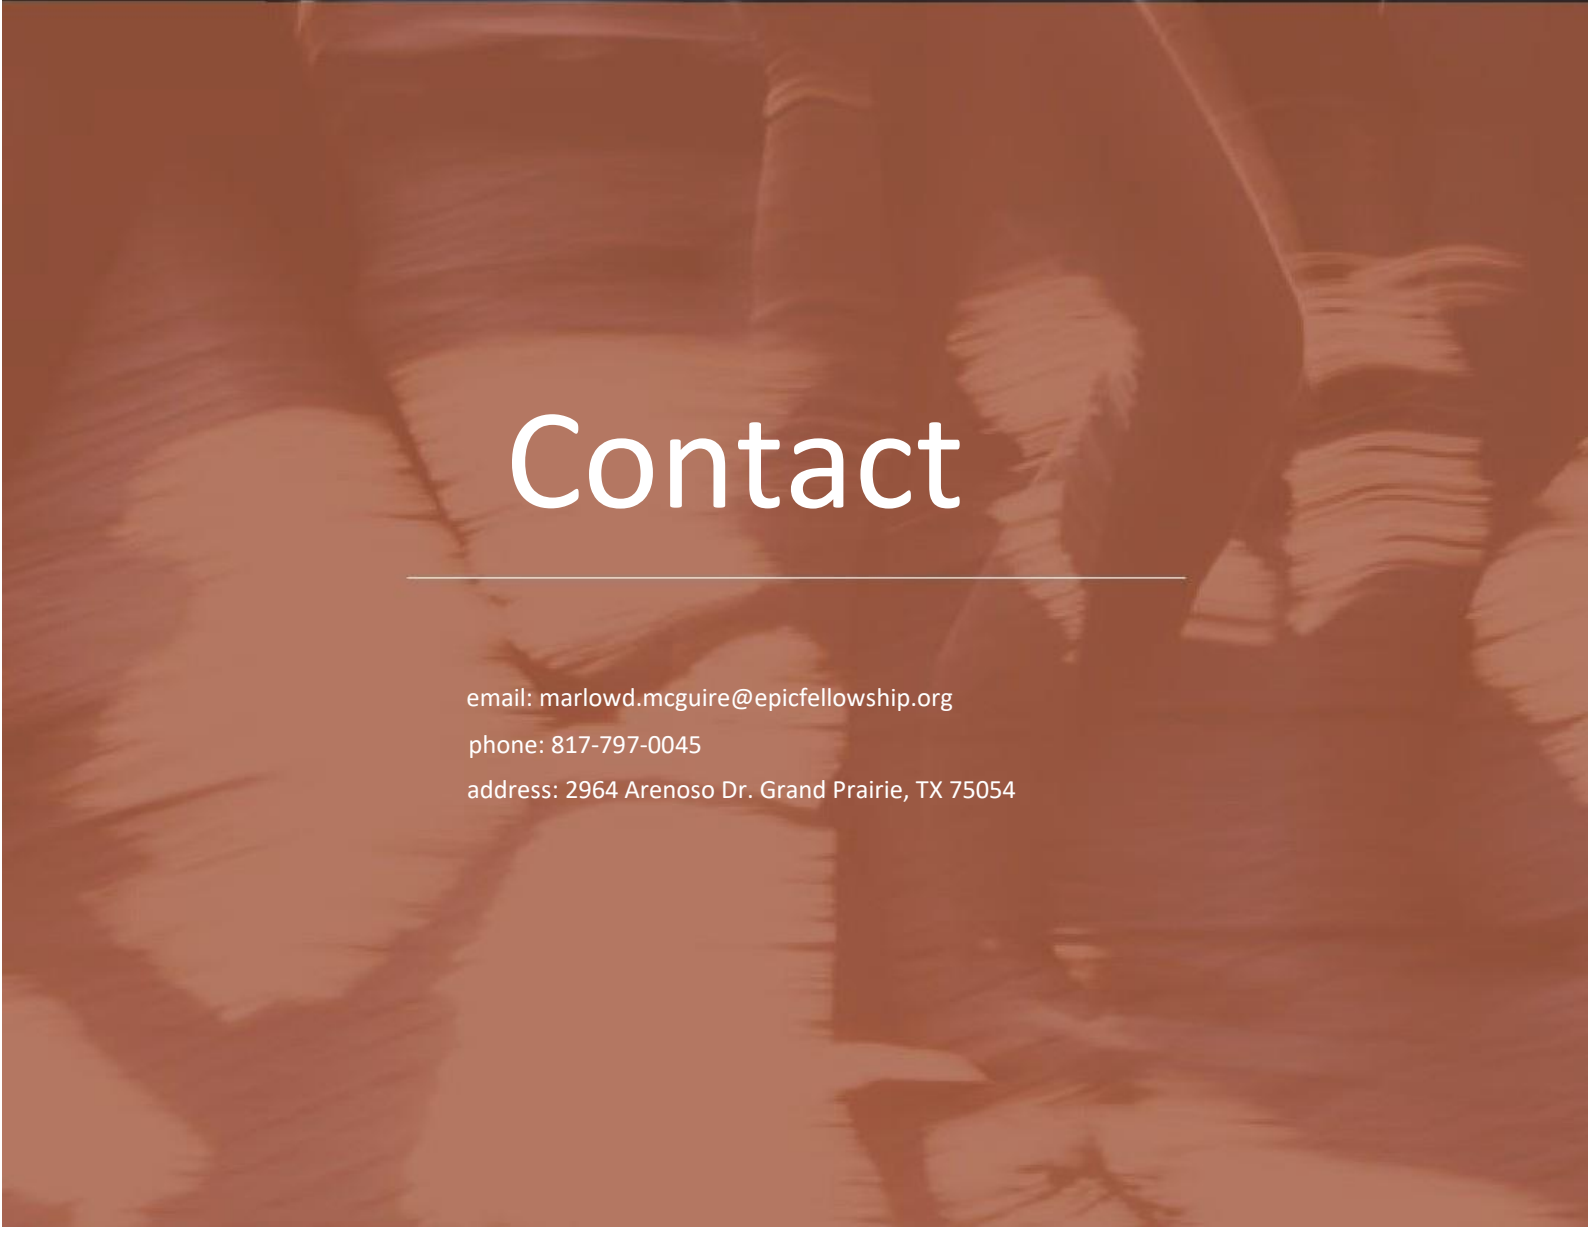 Contact
email: marlowd.mcguire@epicfellowship.org
phone: 817-797-0045
address: 2964 Arenoso Dr. Grand Prairie, TX 75054